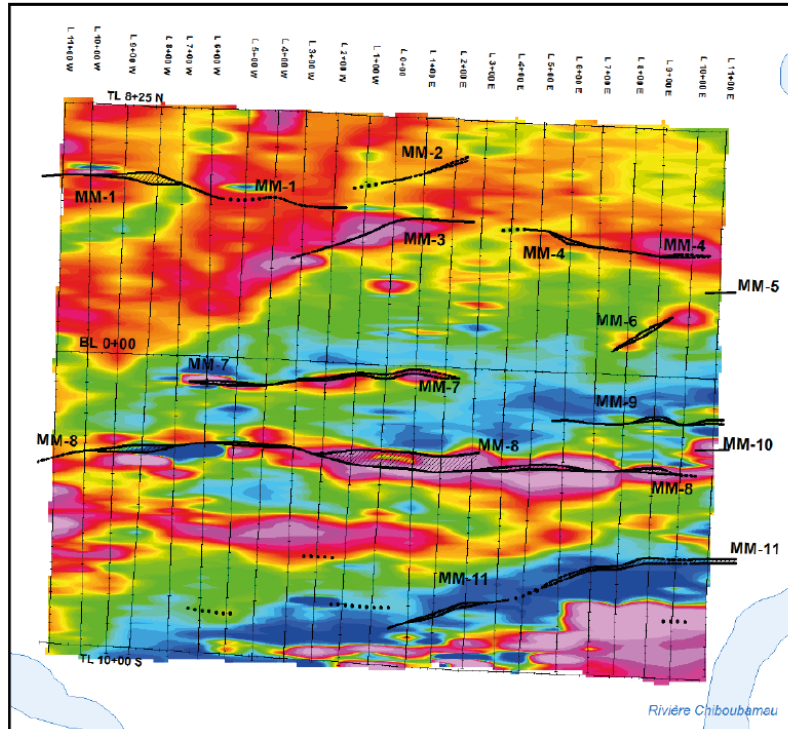 L 11+00 W
L 10+00 W
L 9+00 W
L 8+00 W
L 7+00 W
L 6+00 W
L 5+00 W
L 4+00 W
L 3+00 W
L 2+00 W
L 1+00 W
L 0+00
L 1+00 E
L 2+00 E
L 3+00 E
L 4+00 E
L 5+00 E
L 6+00 E
L 7+00 E
L 8+00 E
L 9+00 E
L 10+00 E
L 11+00 E
TL 8+25 N
MM-2
MM-1
MM-1
MM-3
MM-4
MM-4
MM-5
MM-6
BL 0+00
MM-7
MM-7
MM-9
MM-8
MM-8
MM-10
MM-8
MM-11
MM-11
TL 10+00 S
Rivière Chibougamau